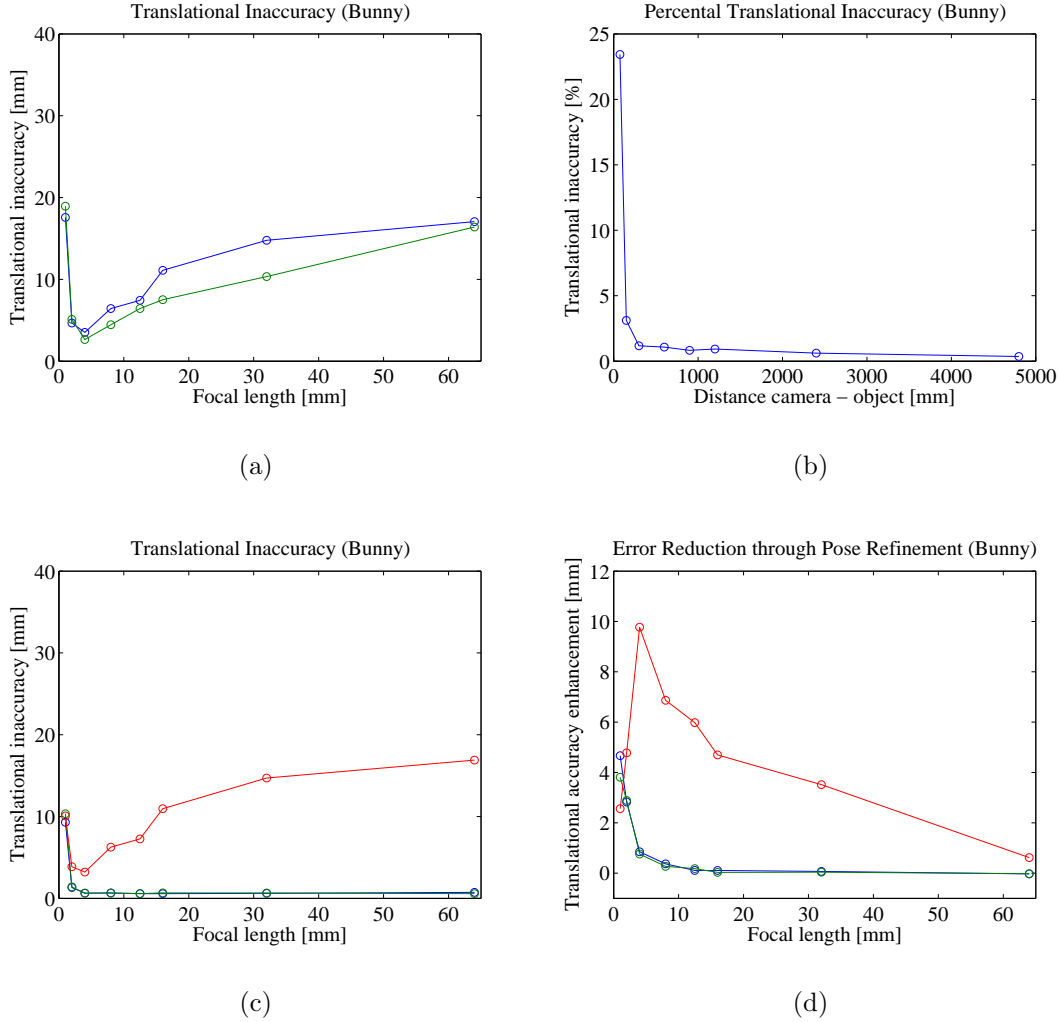 Translational Inaccuracy (Bunny)
Translational inaccuracy [mm]
40
30
20
10
0
0 10 20 30 40 50 60
Focal length [mm]
(a)
Percental Translational Inaccuracy (Bunny)
Translational inaccuracy [%]
25
20
15
10
5
0
0 1000 2000 3000 4000 5000
Distance camera − object [mm]
(b)
Translational Inaccuracy (Bunny)
Translational inaccuracy [mm]
40
30
20
10
0
0 10 20 30 40 50 60
Focal length [mm]
(c)
Error Reduction through Pose Refinement (Bunny)
Translational accuracy enhancement [mm]
12
10
8
6
4
2
0
0 10 20 30 40 50 60
Focal length [mm]
(d)